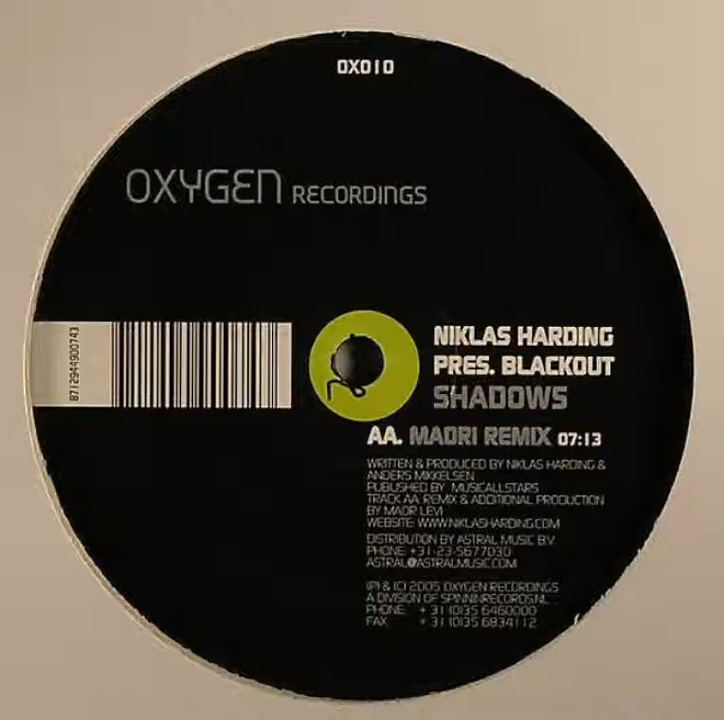 OX010
OXYGEN RECORDINGS
8712944900743
NIKLAS HARDING
PRES. BLACKOUT
SHADOWS
AA. MAORI REMIX 07:13
WRITTEN & PRODUCED BY NIKLAS HARDING &
ANDERS MIKKELSEN
PUBLISHED BY MUSICALLSTARS
TRACK AA REMIX & ADDITIONAL PRODUCTION
BY MAOR LEVI
WEBSITE: WWW.NIKLASHARDING.COM
DISTRIBUTION BY ASTRAL MUSIC B.V.
PHONE: +31-23-5677030
ASTRAL@ASTRALMUSIC.COM
(P) & (C) 2005 OXYGEN RECORDINGS
A DIVISION OF SPINNINRECORDS.NL
PHONE: + 31 (0)35 6460000
FAX + 31 (0)35 6834112